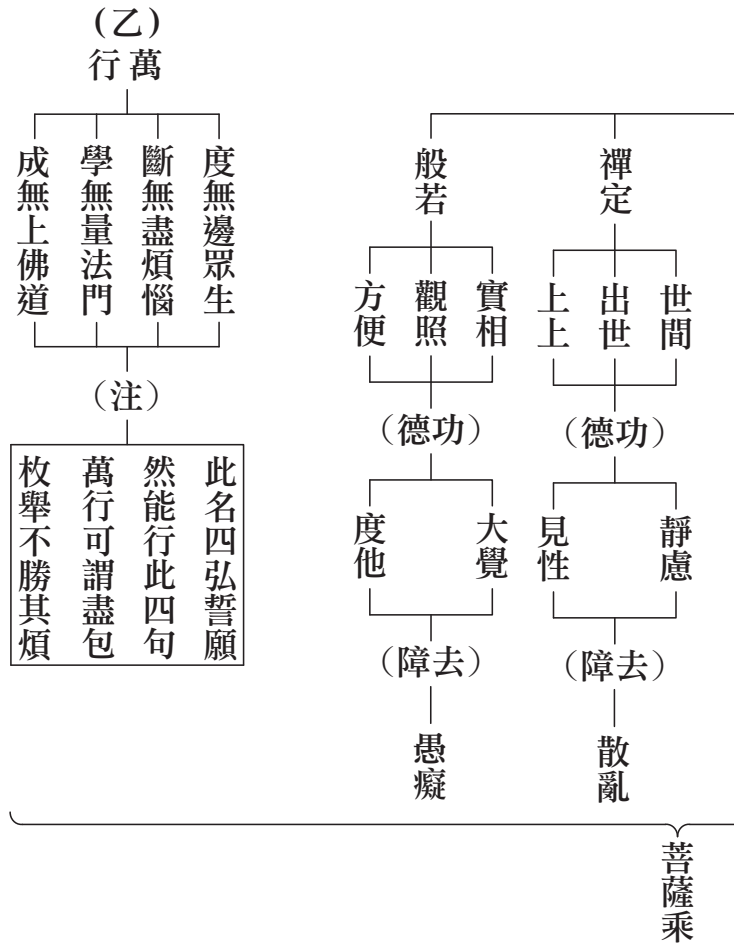 禪定
世間
出世
上上
(功德)
靜慮
見性
(去障)
散亂
般若
實相
觀照
方便
(功德)
大覺
度他
(去障)
愚癡
(乙)
萬行
度無邊眾生
斷無盡煩惱
學無量法門
成無上佛道
(注)
此名四弘誓願
然能行此四句
萬行可謂盡包
枚舉不勝其煩
菩薩乘